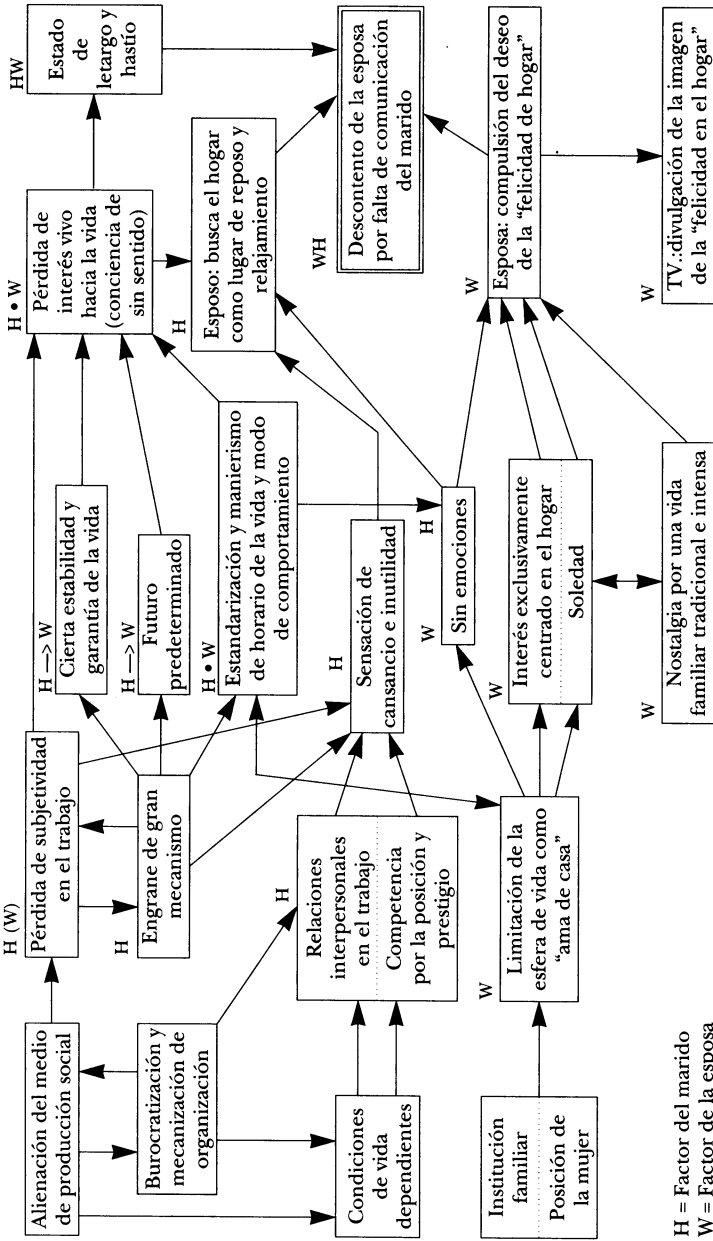 Alienación del medio
de producción social
Burocratización y
mecanización de
organización
Condiciones
de vida
dependientes
Institución
familiar
Posición de
la mujer
H (W)
Pérdida de subjetividad
en el trabajo
H
Engrane de gran
mecanismo
H
Relaciones
interpersonales
en el trabajo
Competencia
por la posición y
prestigio
W
Limitación de la
esfera de vida como
“ama de casa”
H —> W
Cierta estabilidad y
garantía de la vida
H —> W
Futuro
predeterminado
H • W
Estandarización y manierismo
de horario de la vida y modo
de comportamiento
H
Sensación de
cansancio e inutilidad
H
W
Sin emociones
W
Interés exclusivamente
centrado en el hogar
Soledad
W
Nostalgia por una vida
familiar tradicional e intensa
H • W
Pérdida de
interés vivo
hacia la vida
(conciencia de
sin sentido)
H
Esposo: busca el hogar
como lugar de reposo y
relajamiento
HW
Estado
de
letargo y
hastío
WH
Descontento de la esposa
por falta de comunicación
del marido
W
Esposa: compulsión del deseo
de la “felicidad de hogar”
W
TV.:divulgación de la imagen
de la “felicidad en el hogar”
H = Factor del marido
W = Factor de la esposa